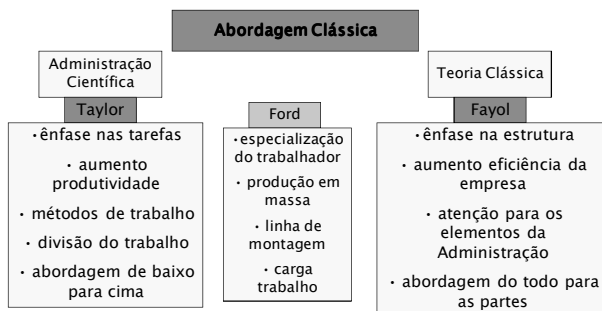 Abordagem Clássica
Administração
Científica
Taylor
• ênfase nas tarefas
• aumento
produtividade
• métodos de trabalho
• divisão do trabalho
• abordagem de baixo
para cima
Ford
• especialização
do trabalhador
• produção em
massa
• linha de
montagem
• carga
trabalho
Teoria Clássica
Fayol
• ênfase na estrutura
• aumento eficiência da
empresa
• atenção para os
elementos da
Administração
• abordagem do todo para
as partes